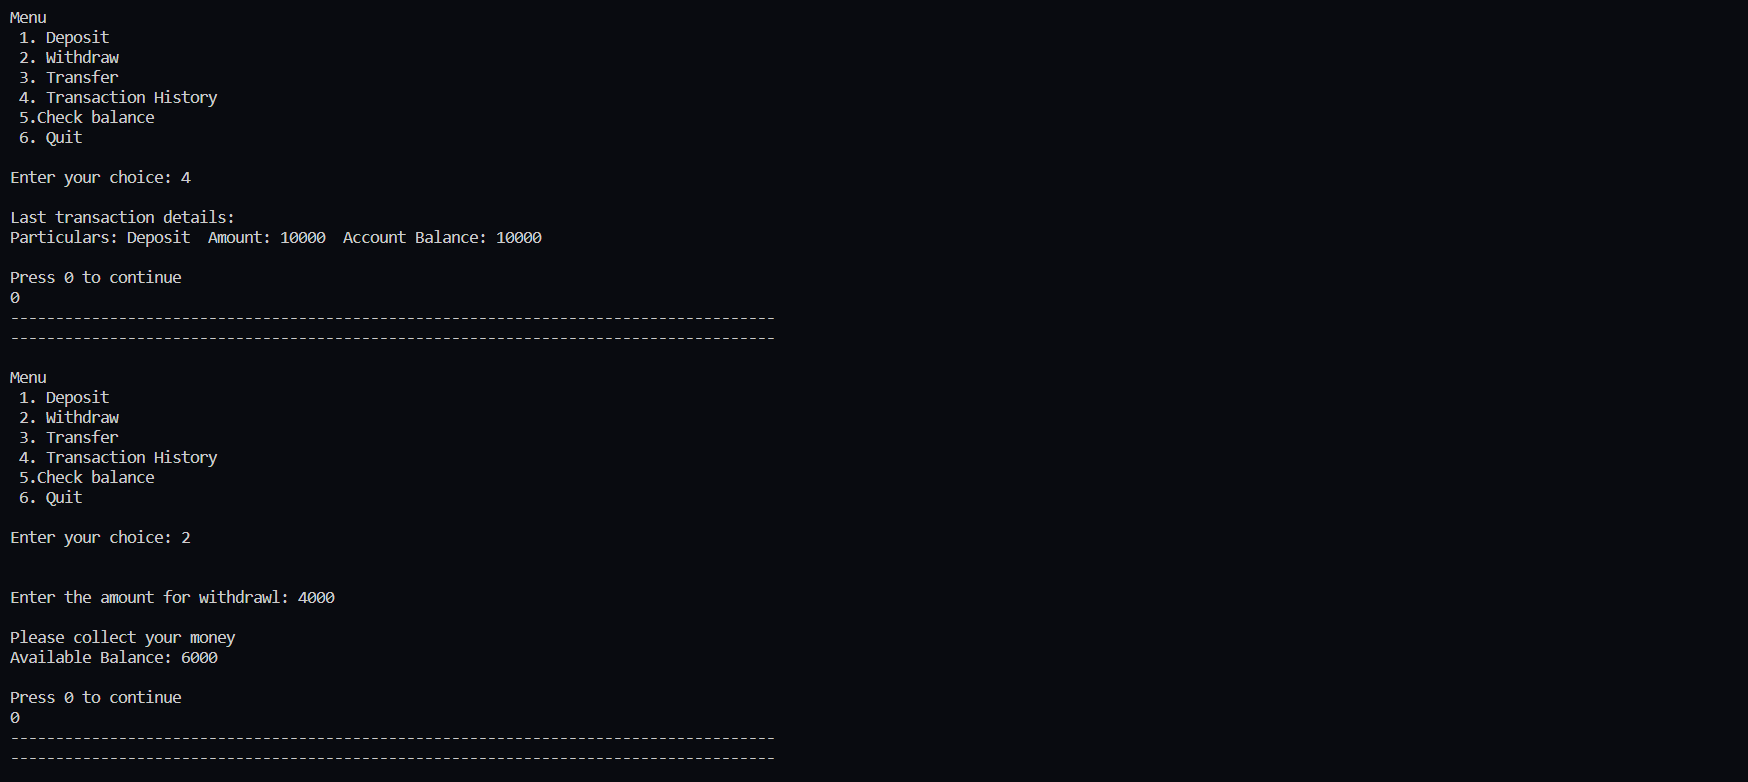 Menu
1. Deposit
2. Withdraw
3. Transfer
4. Transaction History
5.Check balance
6. Quit
Enter your choice: 4
Last transaction details:
Particulars: Deposit  Amount: 10000  Account Balance: 10000
Press 0 to continue
0
-------------------------------------------------------------------------------------
-------------------------------------------------------------------------------------
Menu
1. Deposit
2. Withdraw
3. Transfer
4. Transaction History
5.Check balance
6. Quit
Enter your choice: 2
Enter the amount for withdrawl: 4000
Please collect your money
Available Balance: 6000
Press 0 to continue
0
-------------------------------------------------------------------------------------
-------------------------------------------------------------------------------------